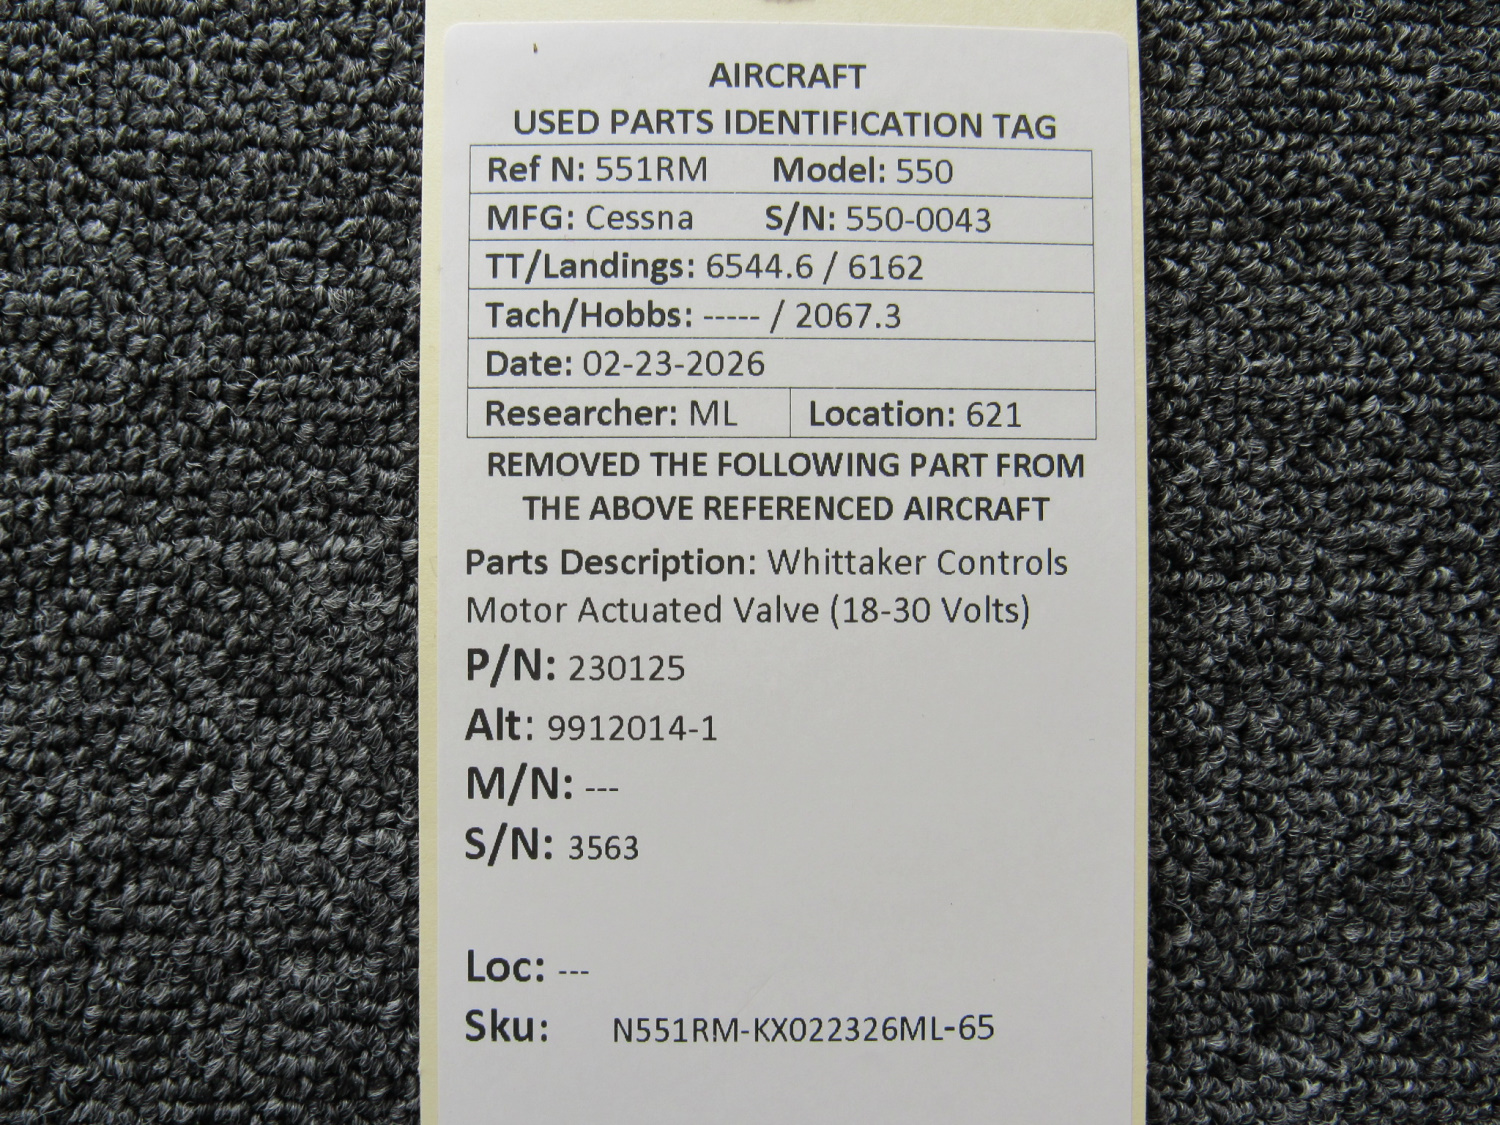 AIRCRAFT
USED PARTS IDENTIFICATION TAG
Ref N: 551RM Model: 550
MFG: Cessna S/N: 550-0043
TT/Landings: 6544.6 / 6162
Tach/Hobbs: ----- / 2067.3
Date: 02-23-2026
Researcher: ML Location: 621
REMOVED THE FOLLOWING PART FROM
THE ABOVE REFERENCED AIRCRAFT
Parts Description: Whittaker Controls
Motor Actuated Valve (18-30 Volts)
P/N: 230125
Alt: 9912014-1
M/N: ---
S/N: 3563
Loc: ---
Sku: N551RM-KX022326ML-65